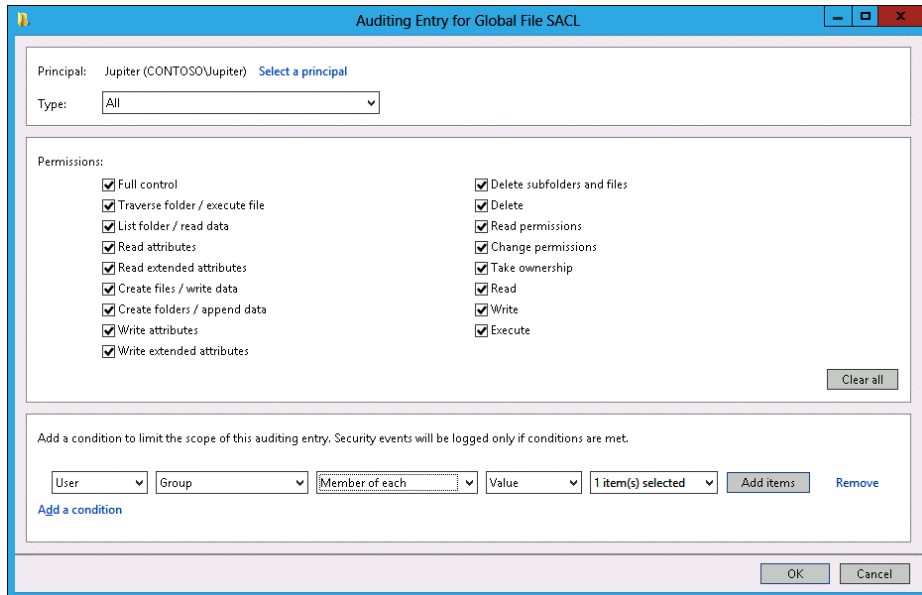 Auditing Entry for Global File SACL
Principal: Jupiter (CONTOSO\Jupiter) Select a principal
Type: All
Permissions:
Full control
Traverse folder / execute file
List folder / read data
Read attributes
Read extended attributes
Create files / write data
Create folders / append data
Write attributes
Write extended attributes
Delete subfolders and files
Delete
Read permissions
Change permissions
Take ownership
Read
Write
Execute
Clear all
Add a condition to limit the scope of this auditing entry. Security events will be logged only if conditions are met.
User Group Member of each Value 1 item(s) selected Add items Remove
Add a condition
OK Cancel